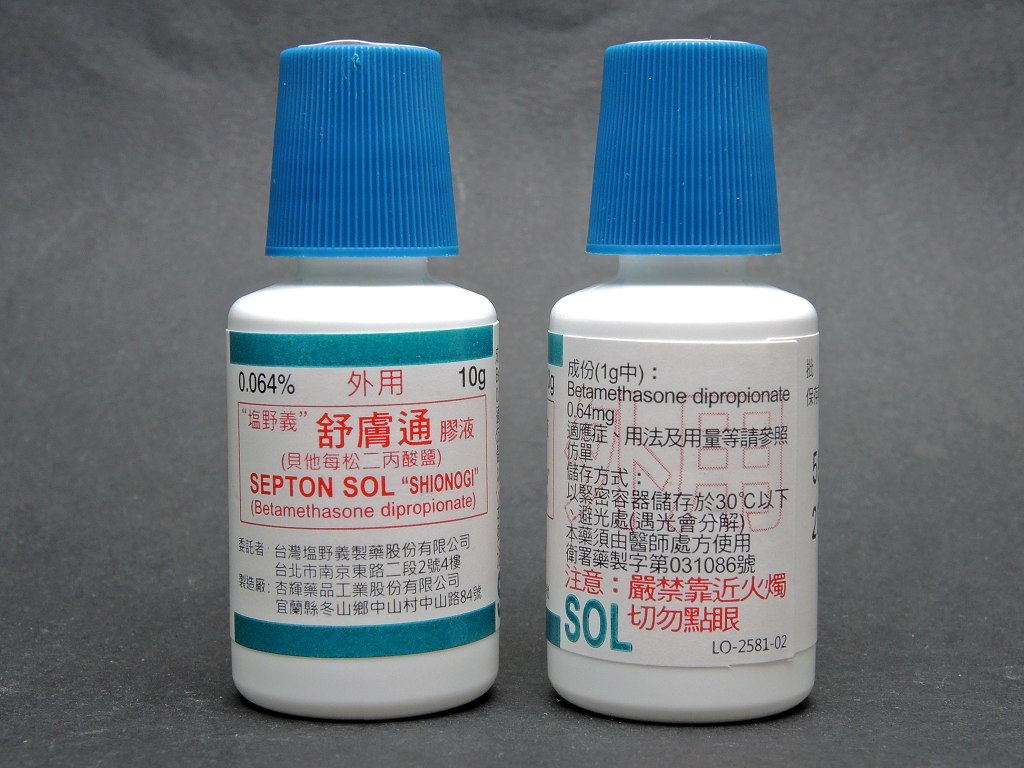 0.064% 外用 10g
“塩野義” 舒膚通 膠液
(貝他每松二丙酸鹽)
SEPTON SOL “SHIONOGI”
(Betamethasone dipropionate)
委託者：台灣塩野義製藥股份有限公司
台北市南京東路二段2號4樓
製造廠：杏輝藥品工業股份有限公司
宜蘭縣冬山鄉中山村中山路84號
成份(1g中)：
Betamethasone dipropionate
0.64mg
適應症、用法及用量等請參照
仿單
儲存方式：
以緊密容器儲存於30℃以下
、避光處(遇光會分解)
本藥須由醫師處方使用
衛署藥製字第031086號
注意：嚴禁靠近火燭
切勿點眼
SOL
LO-2581-02
外用